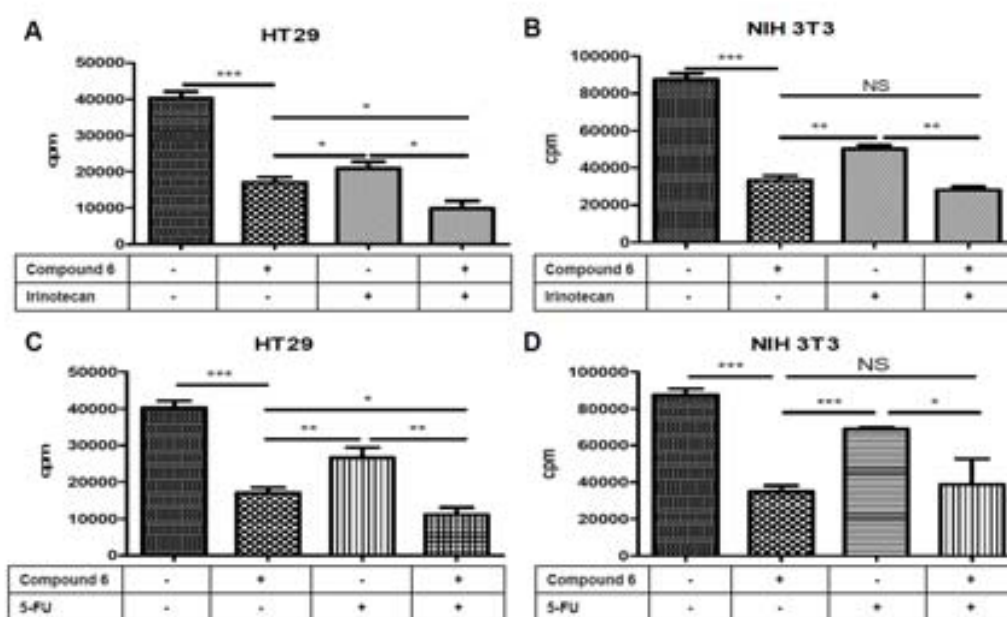 A
HT29
50000
40000
30000
20000
10000
0
cpm
***
*
*
*
Compound 6 - + - +
Irinotecan - - + +
B
NIH 3T3
100000
80000
60000
40000
20000
0
cpm
***
NS
**
**
Compound 6 - + - +
Irinotecan - - + +
C
HT29
50000
40000
30000
20000
10000
0
cpm
***
*
**
**
Compound 6 - + - +
5-FU - - + +
D
NIH 3T3
100000
80000
60000
40000
20000
0
cpm
***
NS
***
*
Compound 6 - + - +
5-FU - - + +